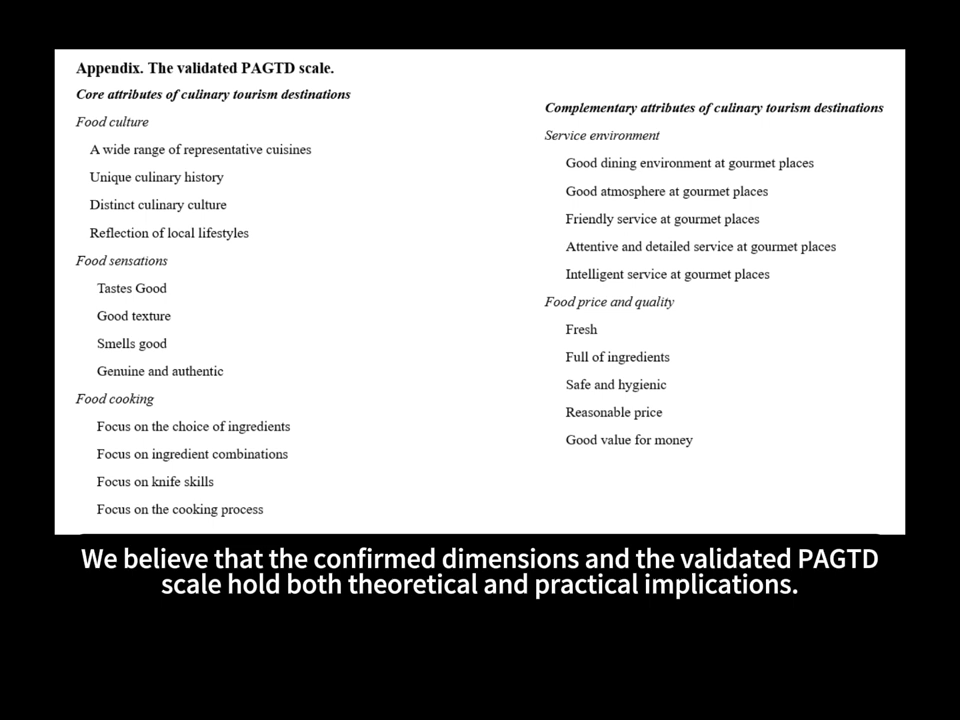 Appendix. The validated PAGTD scale.
Core attributes of culinary tourism destinations
Food culture
A wide range of representative cuisines
Unique culinary history
Distinct culinary culture
Reflection of local lifestyles
Food sensations
Tastes Good
Good texture
Smells good
Genuine and authentic
Food cooking
Focus on the choice of ingredients
Focus on ingredient combinations
Focus on knife skills
Focus on the cooking process
Complementary attributes of culinary tourism destinations
Service environment
Good dining environment at gourmet places
Good atmosphere at gourmet places
Friendly service at gourmet places
Attentive and detailed service at gourmet places
Intelligent service at gourmet places
Food price and quality
Fresh
Full of ingredients
Safe and hygienic
Reasonable price
Good value for money
We believe that the confirmed dimensions and the validated PAGTD
scale hold both theoretical and practical implications.